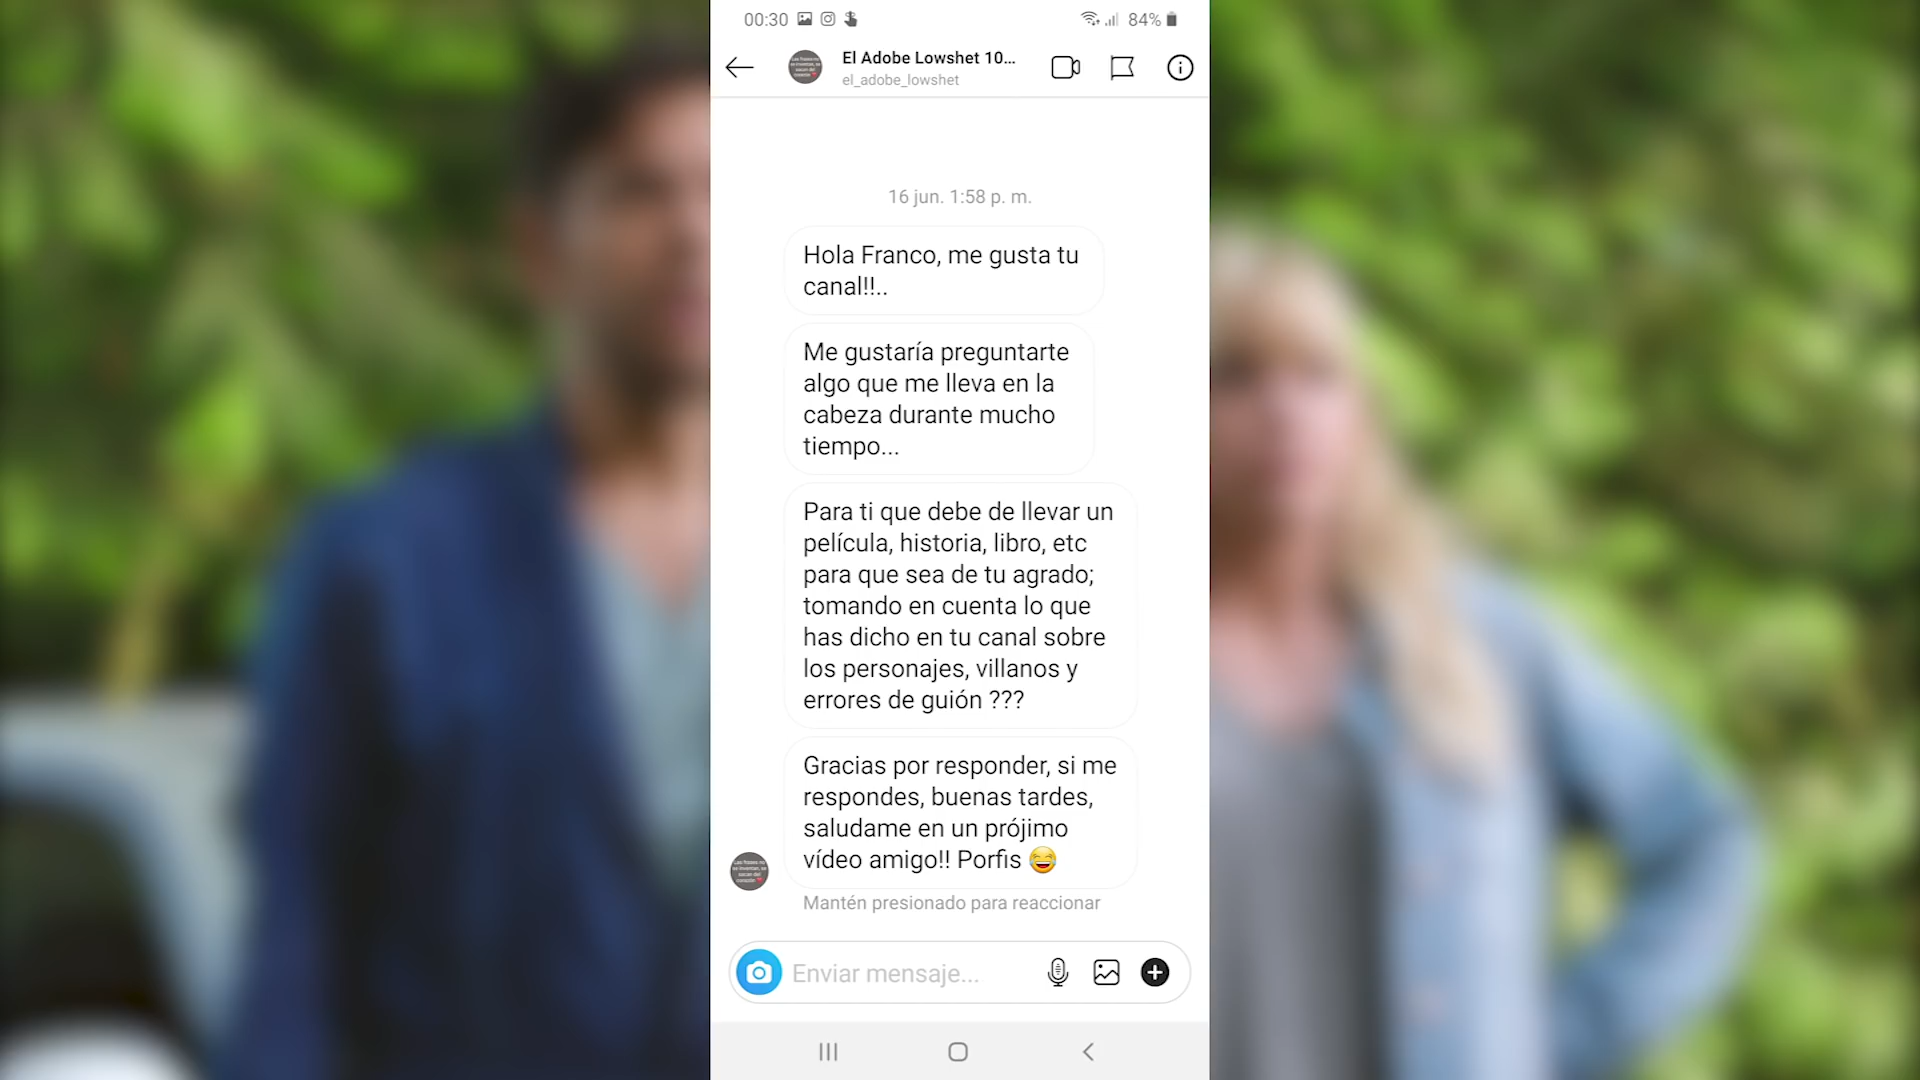 00:30
84%
El Adobe Lowshet 10...
el_adobe_lowshet
16 jun. 1:58 p. m.
Hola Franco, me gusta tu
canal!!..
Me gustaría preguntarte
algo que me lleva en la
cabeza durante mucho
tiempo...
Para ti que debe de llevar un
película, historia, libro, etc
para que sea de tu agrado;
tomando en cuenta lo que
has dicho en tu canal sobre
los personajes, villanos y
errores de guión ???
Gracias por responder, si me
respondes, buenas tardes,
saludame en un prójimo
vídeo amigo!! Porfis 😂
Mantén presionado para reaccionar
Enviar mensaje...